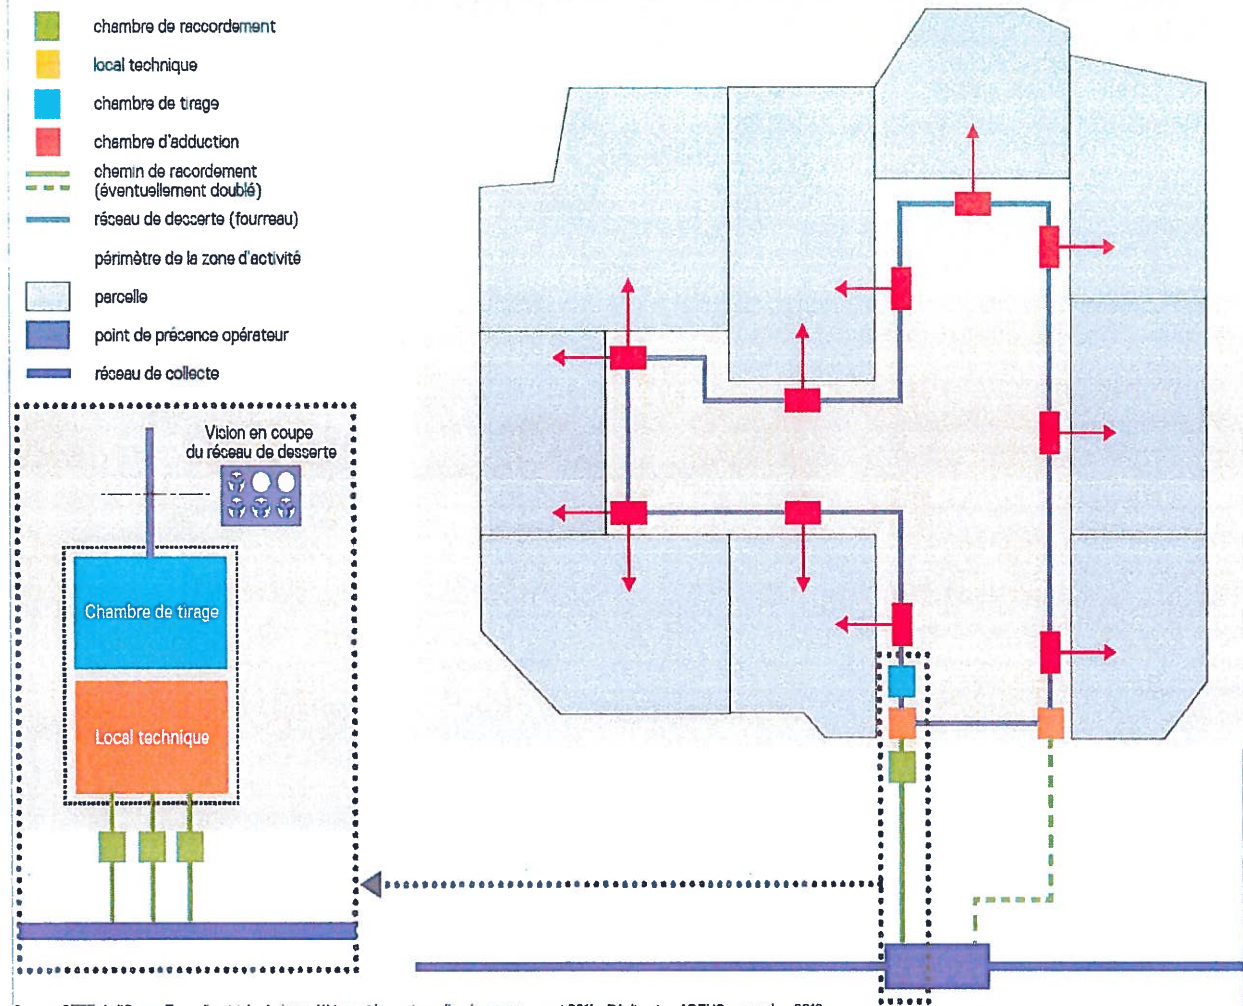 chambre de raccordement
local technique
chambre de tirage
chambre d'adduction
chemin de racordement
(éventuellement doublé)
réseau de desserte (fourreau)
périmètre de la zone d'activité
parcelle
point de présence opérateur
réseau de collecte
Vision en coupe
du réseau de desserte
Chambre de tirage
Local technique